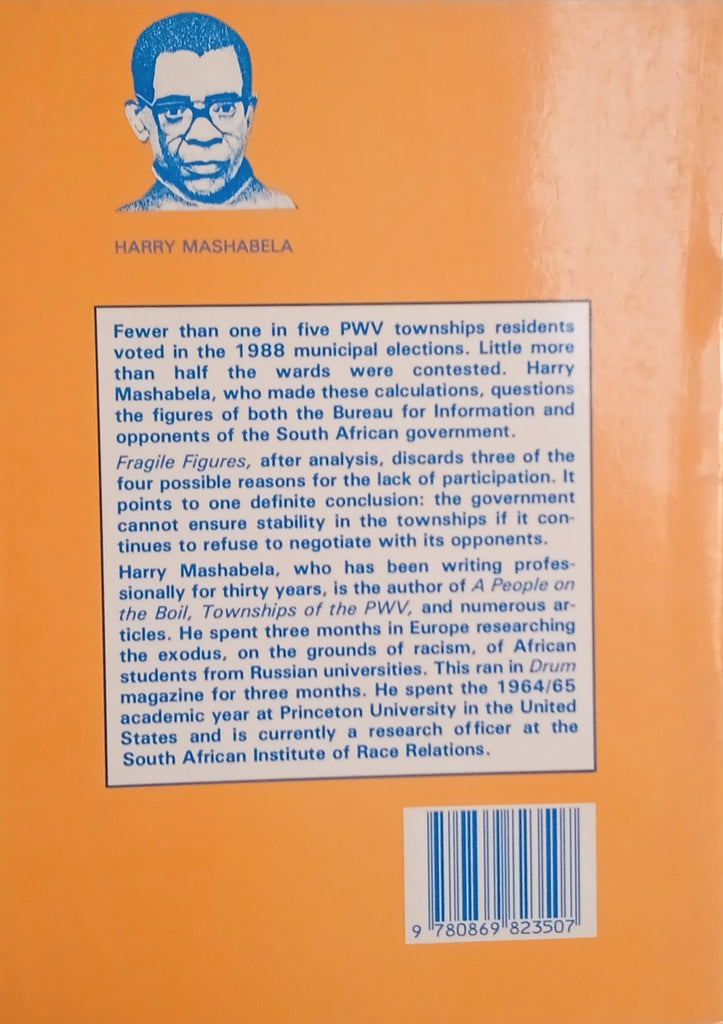 HARRY MASHABELA
Fewer than one in five PWV townships residents
voted in the 1988 municipal elections. Little more
than half the wards were contested. Harry
Mashabela, who made these calculations, questions
the figures of both the Bureau for Information and
opponents of the South African government.
Fragile Figures, after analysis, discards three of the
four possible reasons for the lack of participation. It
points to one definite conclusion: the government
cannot ensure stability in the townships if it con-
tinues to refuse to negotiate with its opponents.
Harry Mashabela, who has been writing profes-
sionally for thirty years, is the author of A People on
the Boil, Townships of the PWV, and numerous ar-
ticles. He spent three months in Europe researching
the exodus, on the grounds of racism, of African
students from Russian universities. This ran in Drum
magazine for three months. He spent the 1964/65
academic year at Princeton University in the United
States and is currently a research officer at the
South African Institute of Race Relations.
9 780869 823507